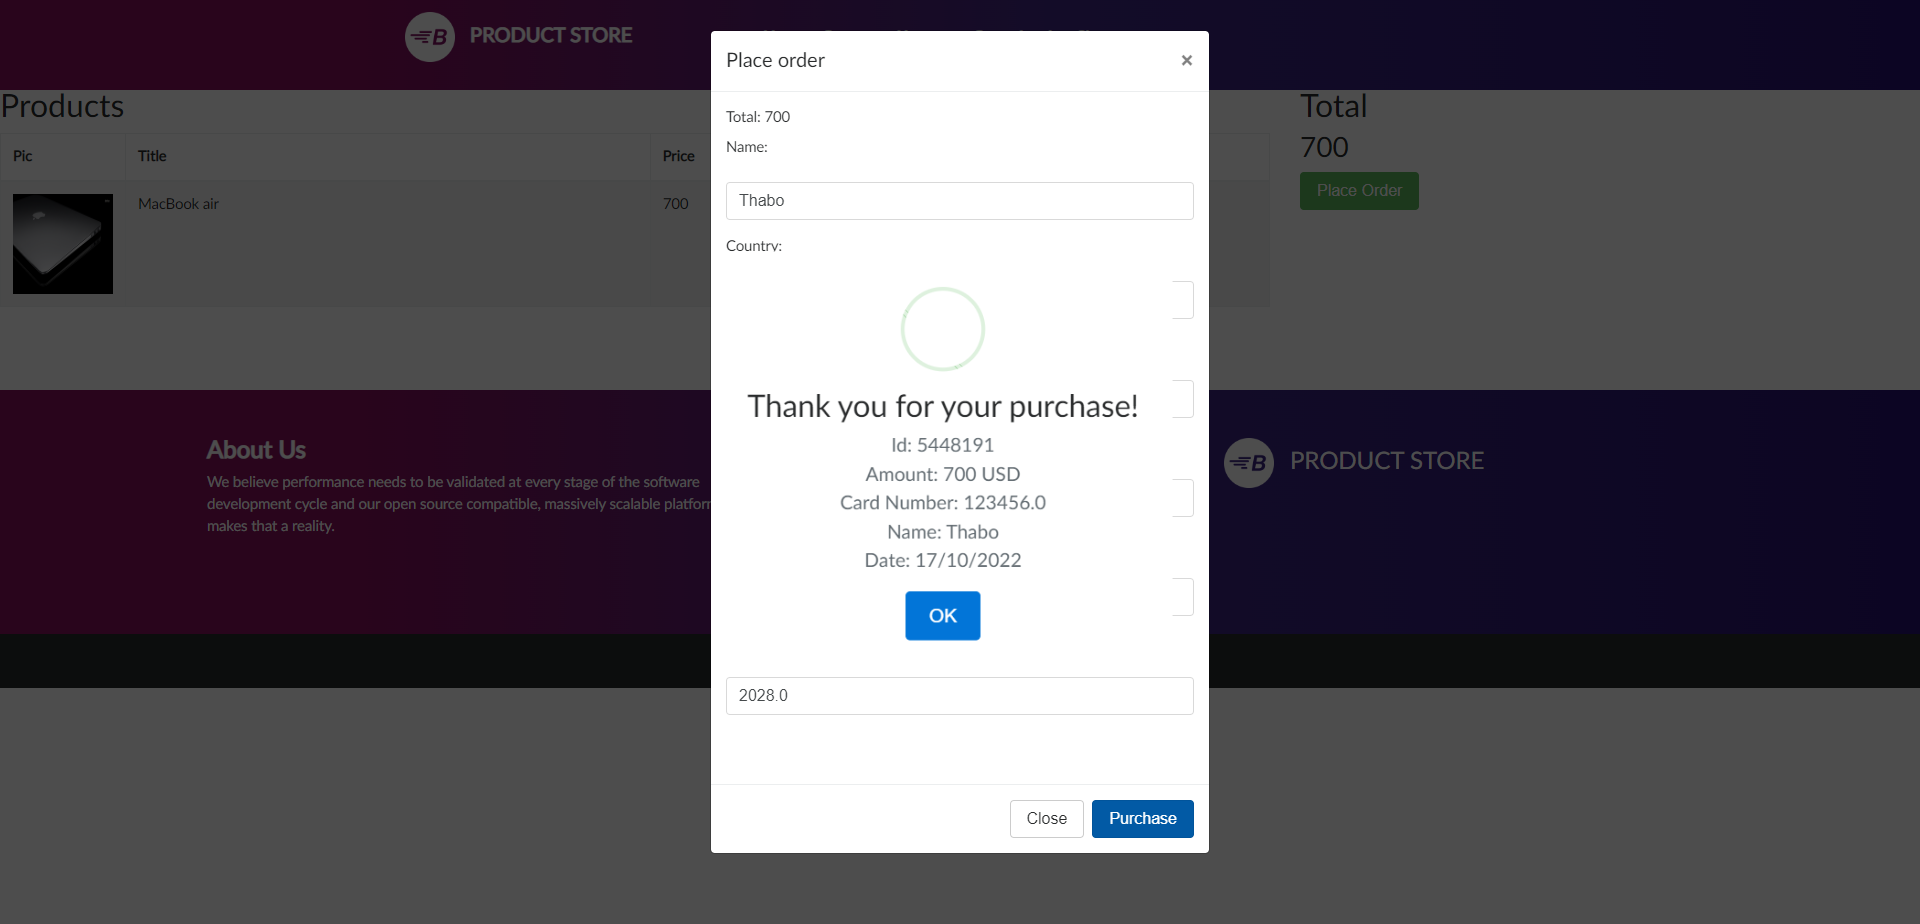 B PRODUCT STORE
Place order
×
Products
Total
Total: 700
700
Name:
Pic Title Price
Place Order
Thabo
MacBook air 700
Country:
Thank you for your purchase!
Id: 5448191
Amount: 700 USD
Card Number: 123456.0
Name: Thabo
Date: 17/10/2022
OK
About Us
We believe performance needs to be validated at every stage of the software
development cycle and our open source compatible, massively scalable platform
makes that a reality.
B PRODUCT STORE
2028.0
Close Purchase